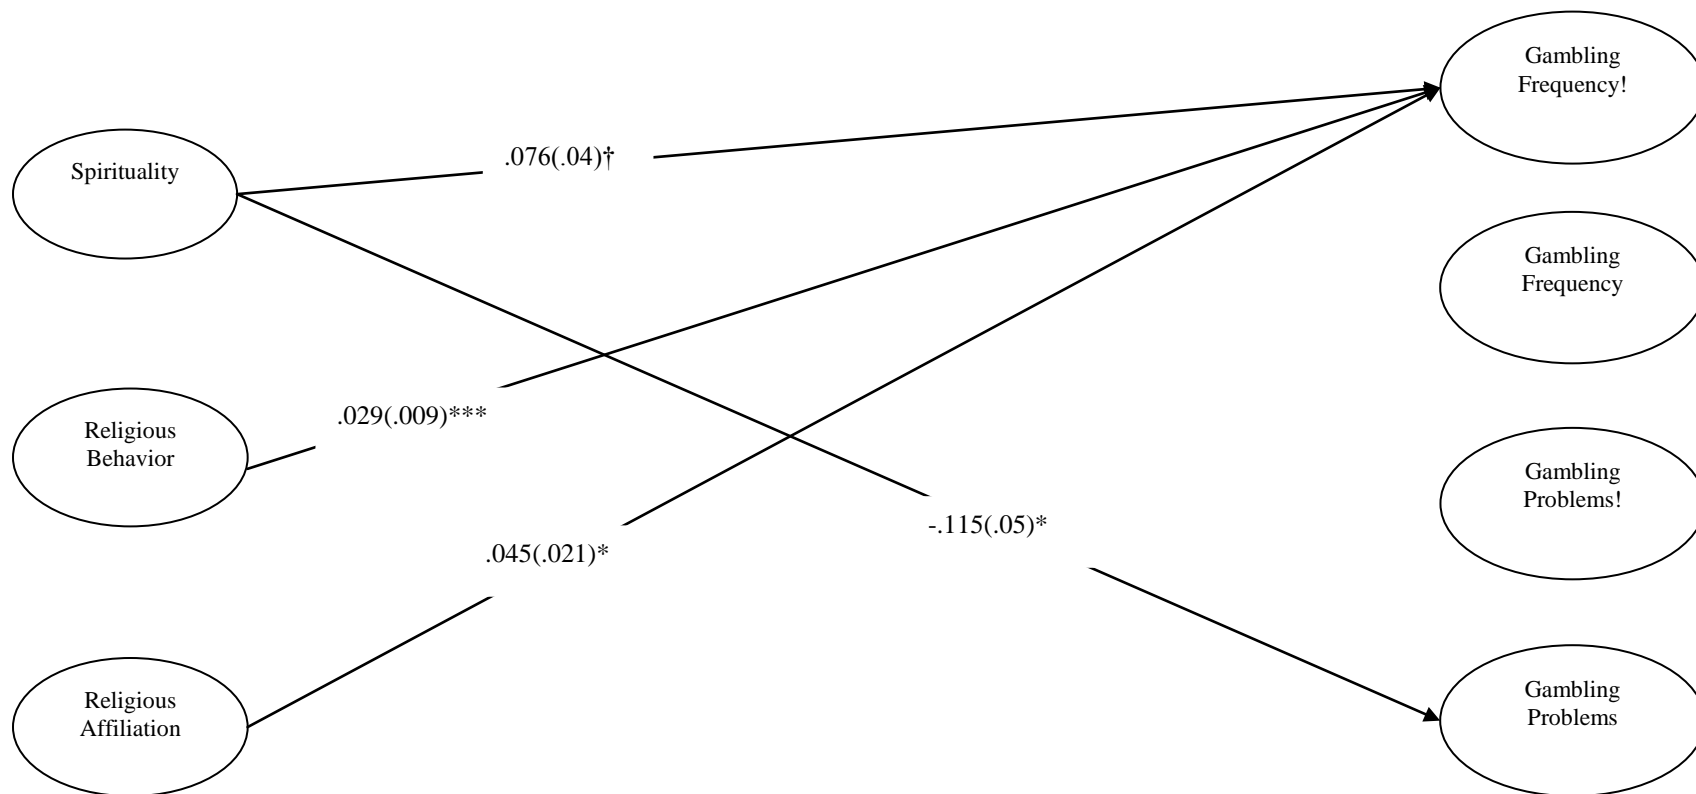 Gambling
Frequency!
.076(.04)†
Spirituality
Gambling
Frequency
.029(.009)***
Religious
Behavior
Gambling
Problems!
-.115(.05)*
.045(.021)*
Religious
Affiliation
Gambling
Problems